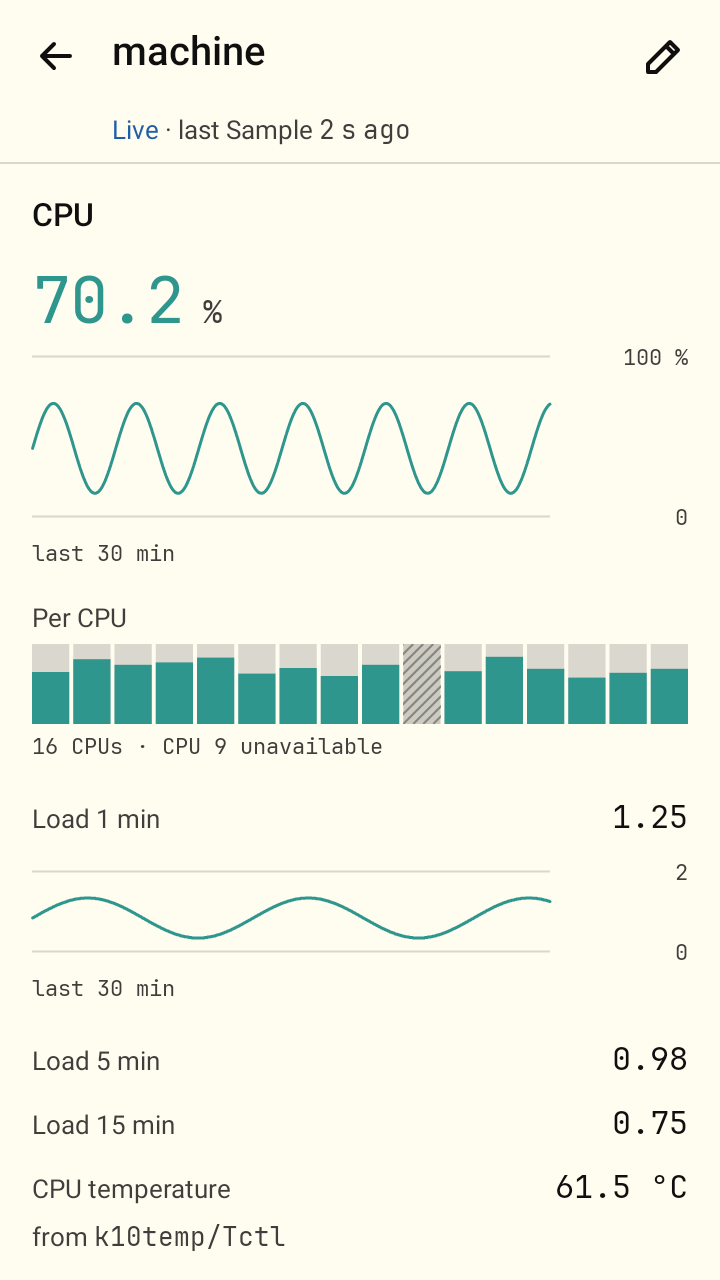 machine
Live · last Sample 2 s ago
CPU
70.2 %
100 %
0
last 30 min
Per CPU
16 CPUs · CPU 9 unavailable
Load 1 min 1.25
2
0
last 30 min
Load 5 min 0.98
Load 15 min 0.75
CPU temperature 61.5 °C
from k10temp/Tctl